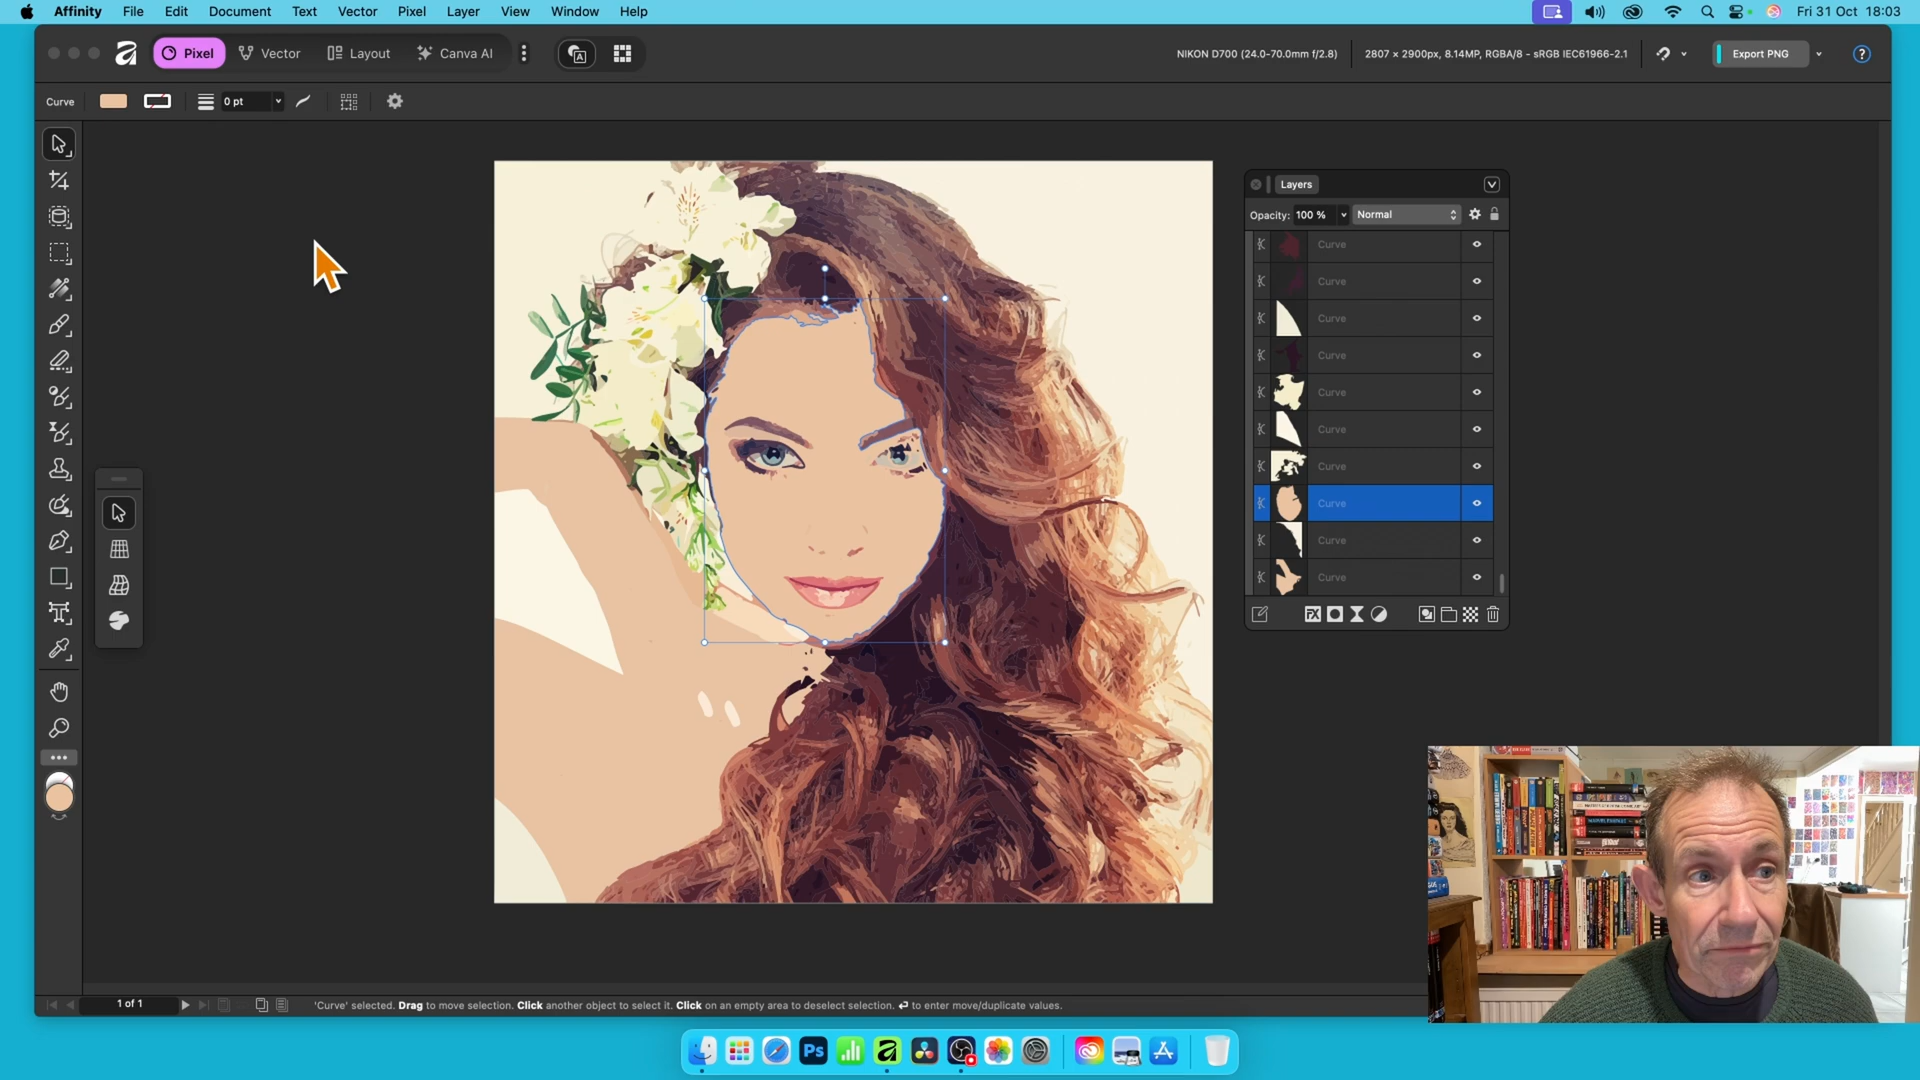 Affinity File Edit Document Text Vector Pixel Layer View Window Help Fri 31 Oct 18:03
Pixel Vector Layout Canva AI NIKON D700 (24.0-70.0mm f/2.8) 2807 × 2900px, 8.14MP, RGBA/8 - sRGB IEC61966-2.1 Export PNG ?
Curve 0 pt
Layers
Opacity: 100 % Normal
Curve
Curve
Curve
Curve
Curve
Curve
Curve
Curve
Curve
Curve
1 of 1 'Curve' selected. Drag to move selection. Click another object to select it. Click on an empty area to deselect selection. ⏎ to enter move/duplicate values.
Ps